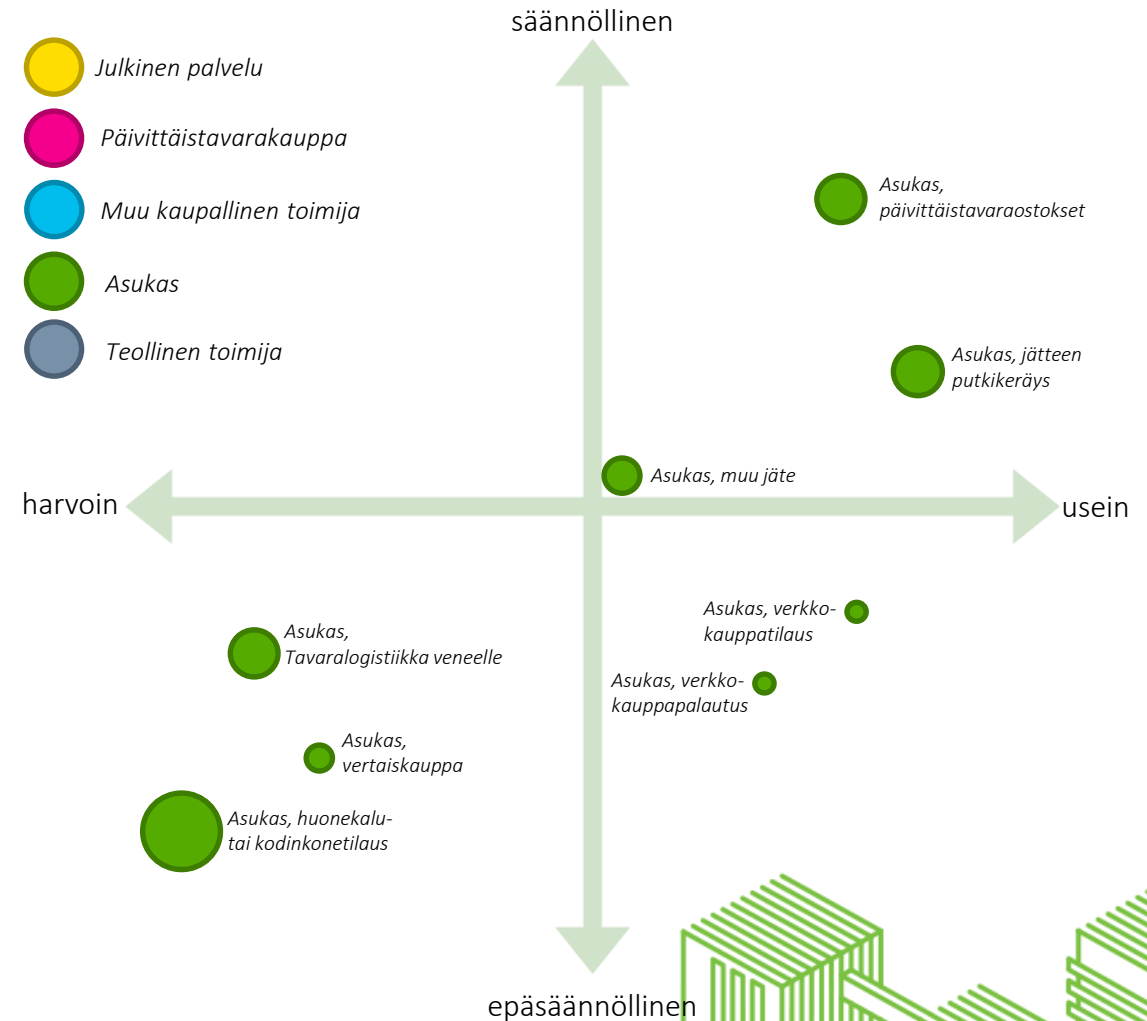 säännöllinen
Julkinen palvelu
Päivittäistavarakauppa
Muu kaupallinen toimija
Asukas
Teollinen toimija
Asukas,
päivittäistavaraostokset
Asukas, jätteen
putkikeräys
Asukas, muu jäte
harvoin
usein
Asukas, verkko-
kauppatilaus
Asukas,
Tavaralogistiikka veneelle
Asukas, verkko-
kauppapalautus
Asukas,
vertaiskauppa
Asukas, huonekalu-
tai kodinkonetilaus
epäsäännöllinen